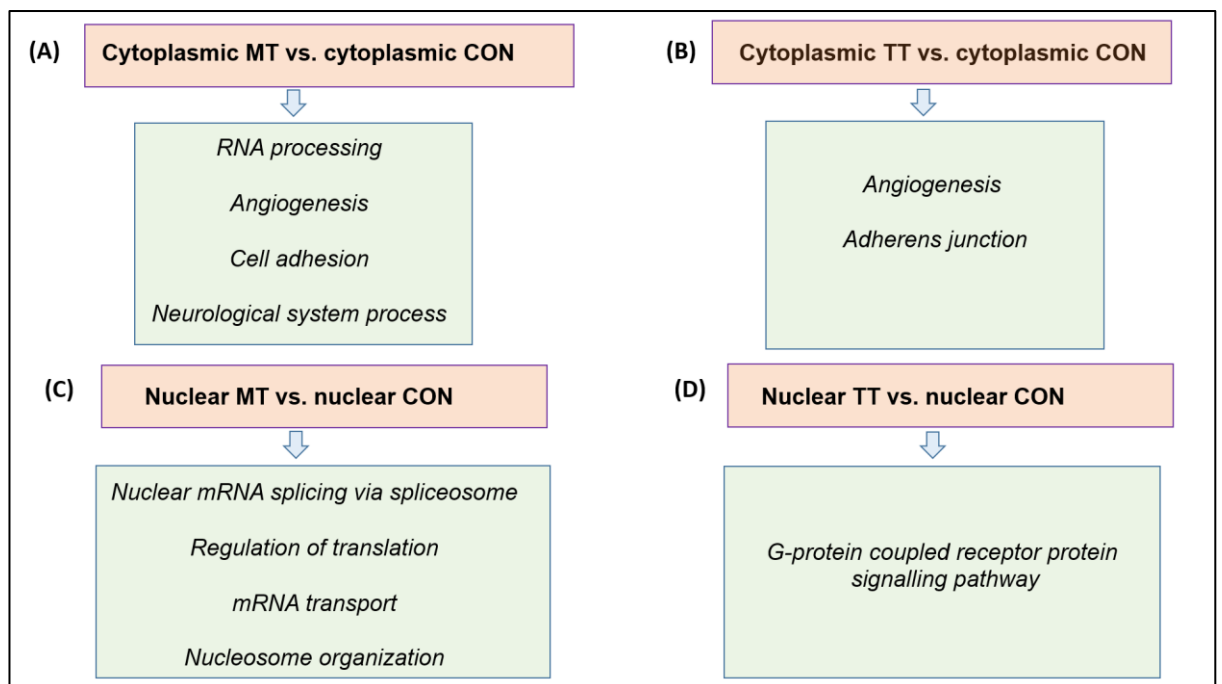 (A)
Cytoplasmic MT vs. cytoplasmic CON
RNA processing
Angiogenesis
Cell adhesion
Neurological system process
(B)
Cytoplasmic TT vs. cytoplasmic CON
Angiogenesis
Adherens junction
(C)
Nuclear MT vs. nuclear CON
Nuclear mRNA splicing via spliceosome
Regulation of translation
mRNA transport
Nucleosome organization
(D)
Nuclear TT vs. nuclear CON
G-protein coupled receptor protein
signalling pathway